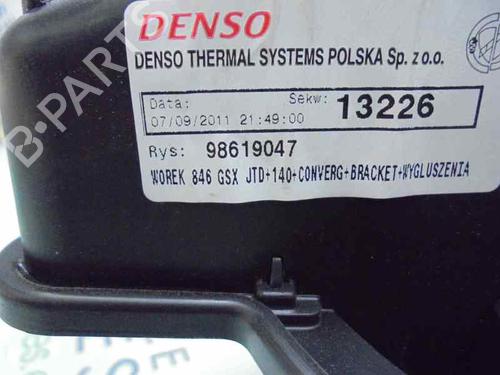 DENSO
DENSO THERMAL SYSTEMS POLSKA Sp. z o.o.
Data: Sekw: 13226
07/09/2011 21:49:00
Rys: 98619047
WOREK 846 GSX JTD+140+CONVERG+BRACKET+WYGLUSZENIA
B-PARTS